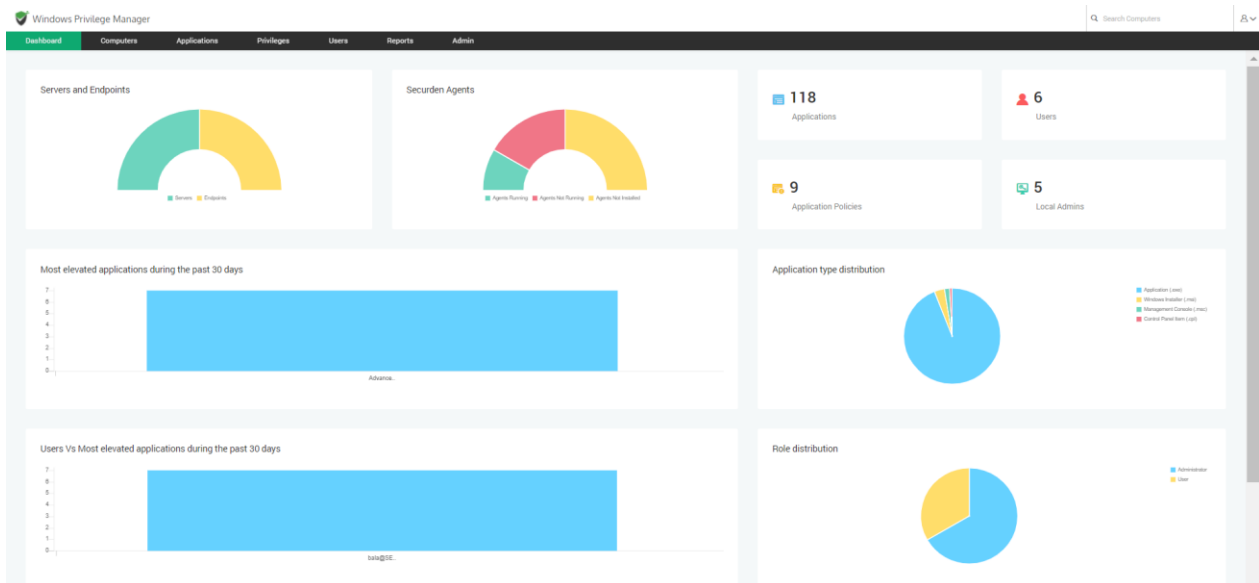 Windows Privilege Manager
Search Computers
Dashboard Computers Applications Privileges Users Reports Admin
Servers and Endpoints
Servers Endpoints
Securden Agents
Agents Running Agents Not Running Agents Not Installed
118
Applications
6
Users
9
Application Policies
5
Local Admins
Most elevated applications during the past 30 days
7
6
5
4
3
2
1
0
Advance..
Application type distribution
Application (.exe)
Windows Installer (.msi)
Management Console (.msc)
Control Panel Item (.cpl)
Users Vs Most elevated applications during the past 30 days
7
6
5
4
3
2
1
0
bala@SE..
Role distribution
Administrator
User